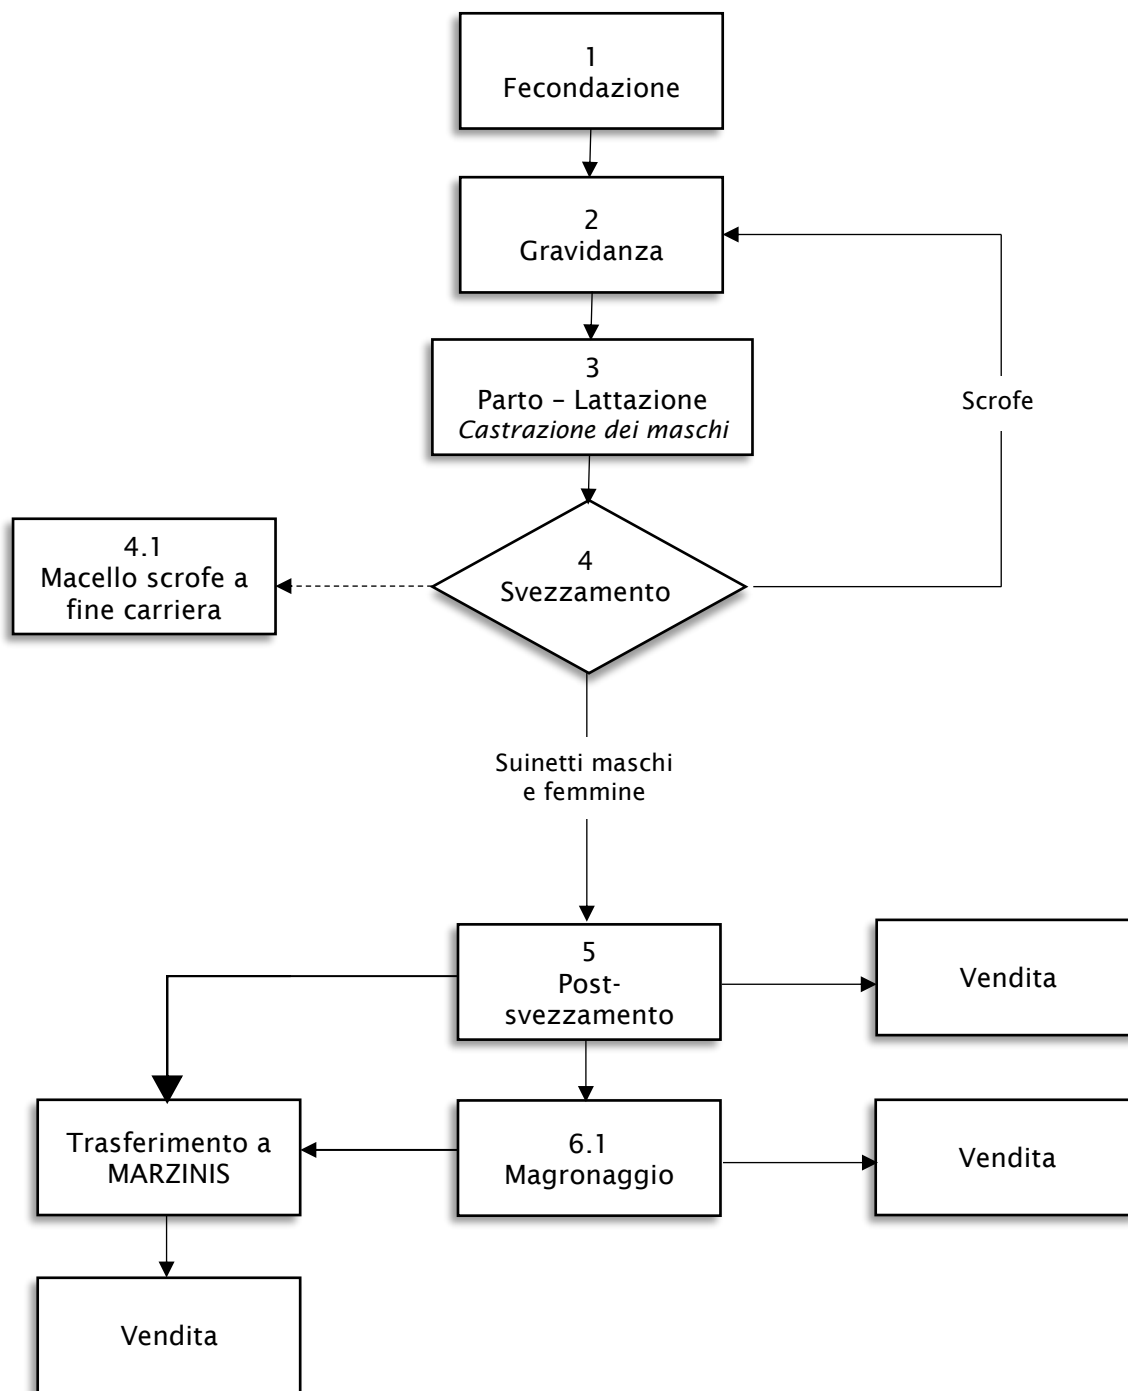 1
Fecondazione
2
Gravidanza
3
Parto – Lattazione
Castrazione dei maschi
Scrofe
4.1
Macello scrofe a
fine carriera
4
Svezzamento
Suinetti maschi
e femmine
5
Post-
svezzamento
Vendita
Trasferimento a
MARZINIS
6.1
Magronaggio
Vendita
Vendita